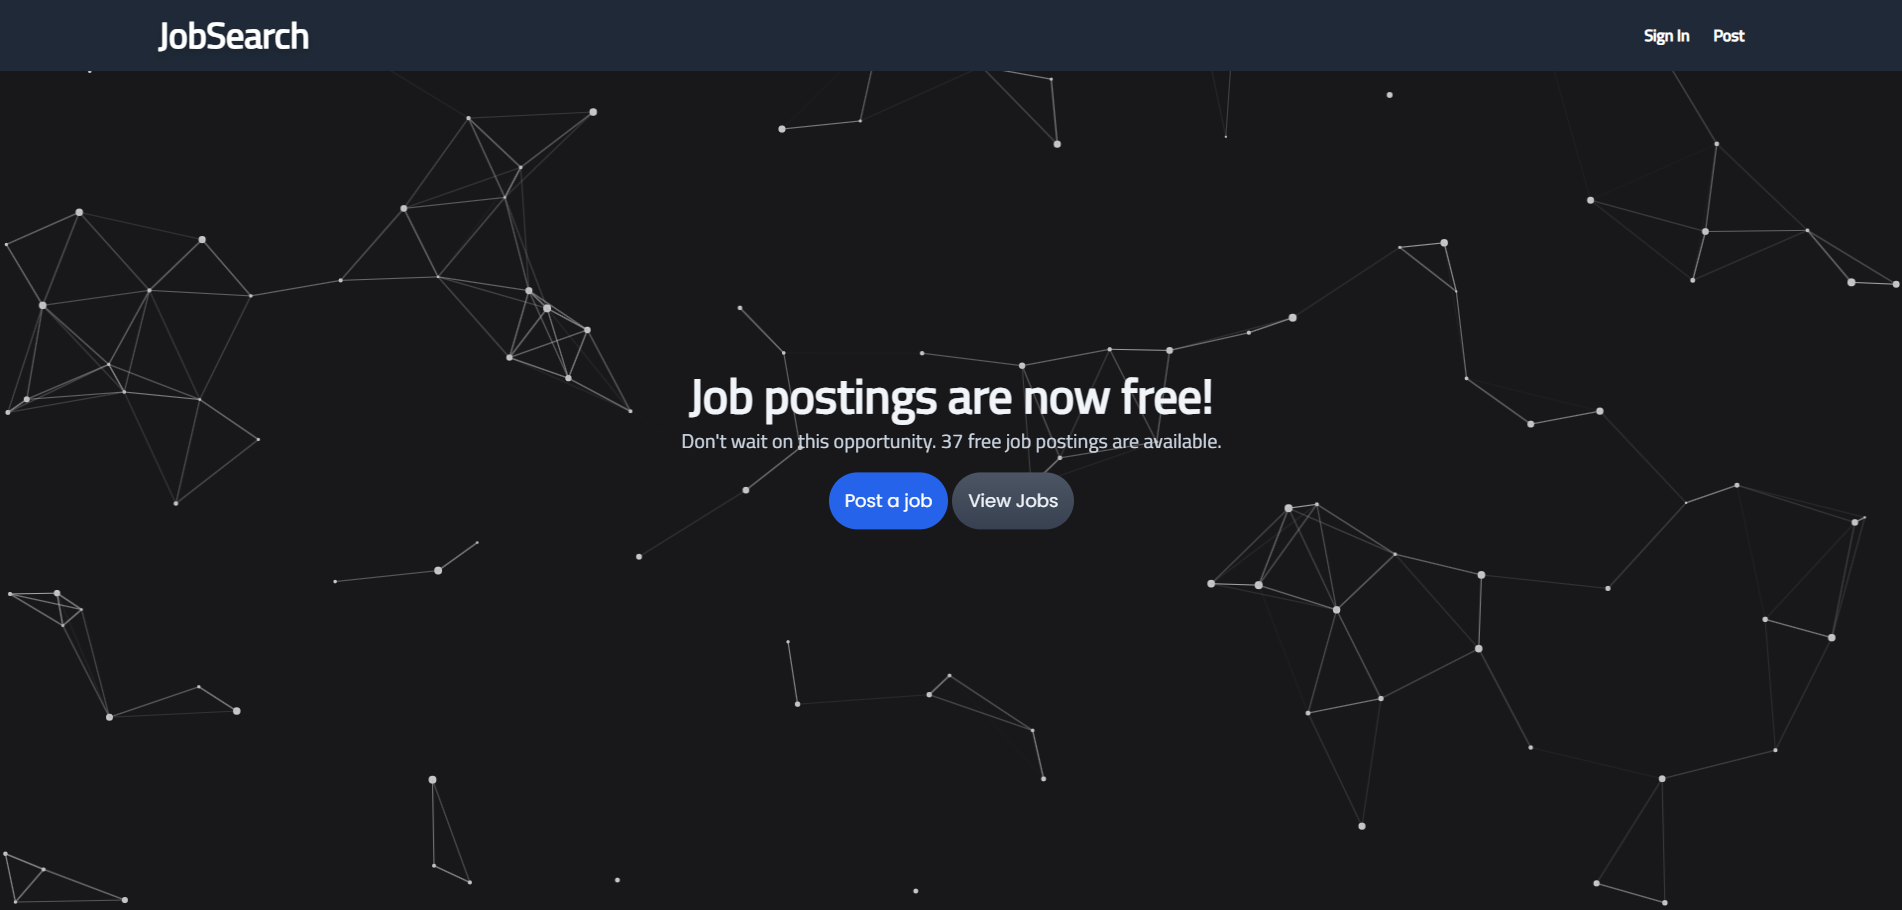 JobSearch
Sign In
Post
Job postings are now free!
Don't wait on this opportunity. 37 free job postings are available.
Post a job
View Jobs